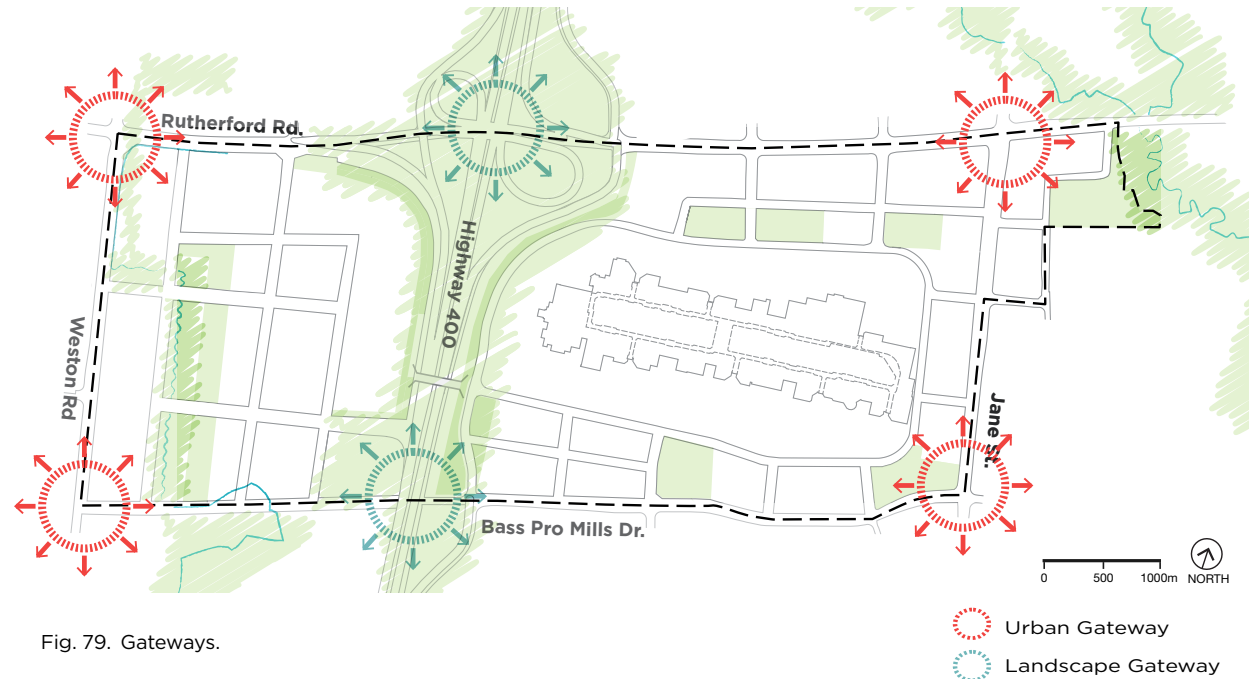 Rutherford Rd.
Highway 400
Weston Rd
Jane St.
Bass Pro Mills Dr.
0 500 1000m
NORTH
Fig. 79. Gateways.
Urban Gateway
Landscape Gateway